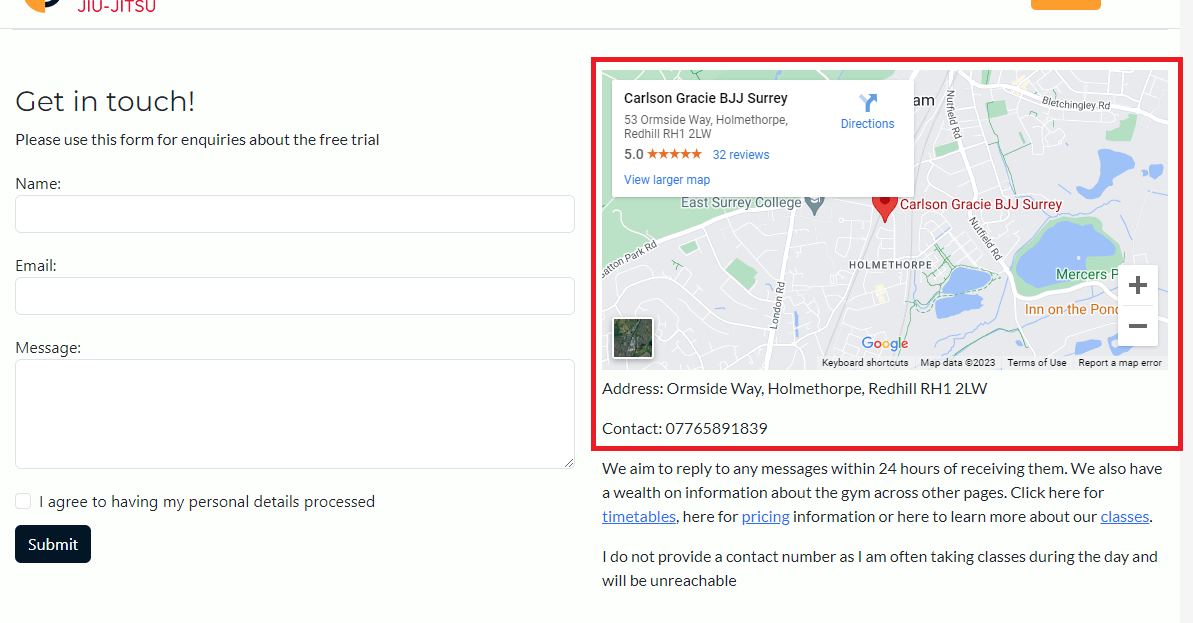 JIU-JITSU
Get in touch!
Please use this form for enquiries about the free trial
Name:
Email:
Message:
I agree to having my personal details processed
Submit
Carlson Gracie BJJ Surrey
53 Ormside Way, Holmethorpe,
Redhill RH1 2LW
5.0 ★★★★★ 32 reviews
View larger map
Directions
am
Nutfield Rd
Bletchingley Rd
East Surrey College
Carlson Gracie BJJ Surrey
Nutfield Rd
atton Park Rd
HOLMETHORPE
Mercers P
London Rd
Inn on the Pond
+
−
Google
Keyboard shortcuts Map data ©2023 Terms of Use Report a map error
Address: Ormside Way, Holmethorpe, Redhill RH1 2LW
Contact: 07765891839
We aim to reply to any messages within 24 hours of receiving them. We also have
a wealth on information about the gym across other pages. Click here for
timetables, here for pricing information or here to learn more about our classes.
I do not provide a contact number as I am often taking classes during the day and
will be unreachable